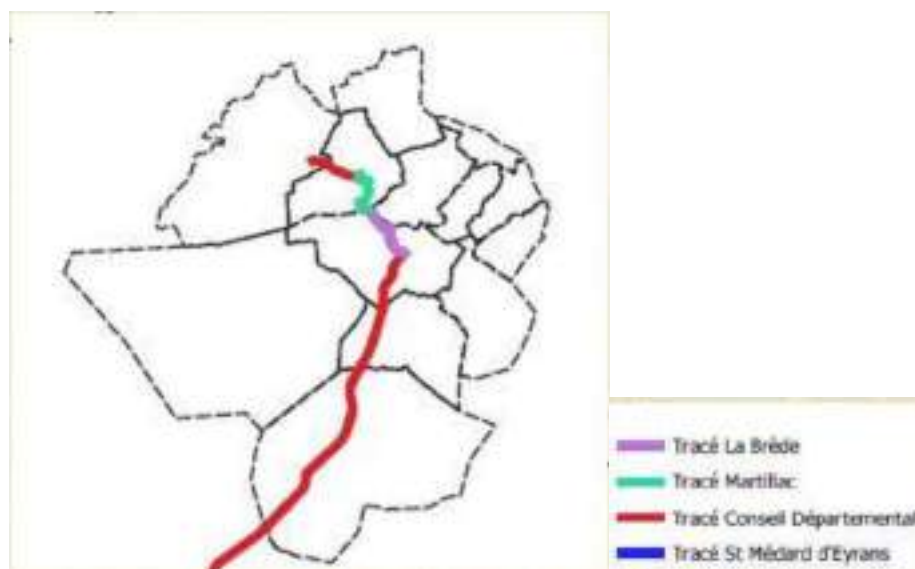 Tracé La Brède
Tracé Martillac
Tracé Conseil Départemental
Tracé St Médard d'Eyrans